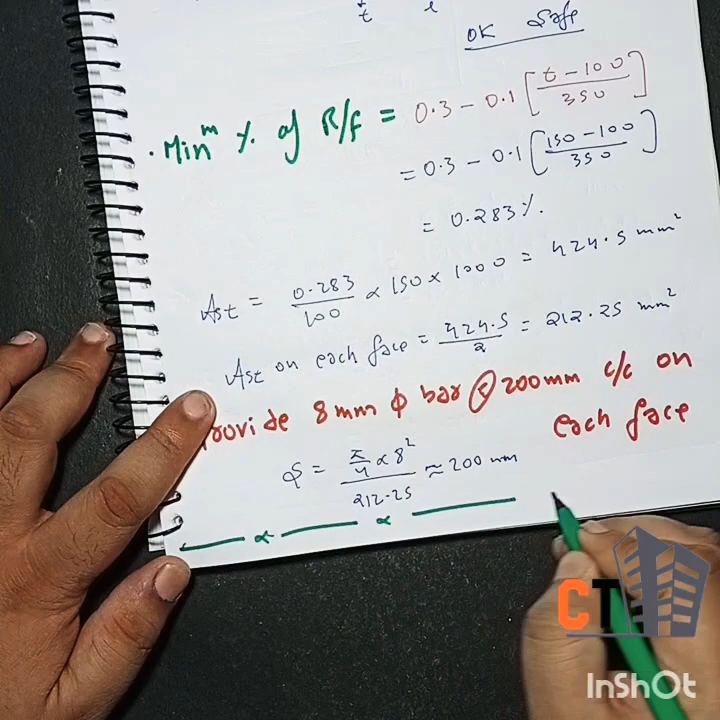 OK Safe
. Minᵐ %. of R/f = 0.3 - 0.1 [ t - 100 / 350 ]
= 0.3 - 0.1 [ 150 - 100 / 350 ]
= 0.283 %.
Ast = 0.283 / 100 × 150 × 1000 = 424.5 mm²
Ast on each face = 424.5 / 2 = 212.25 mm²
Provide 8mm ϕ bar @ 200mm c/c on
each face
S = π/4 × 8² / 212.25 ≈ 200 mm
CT
InShOt